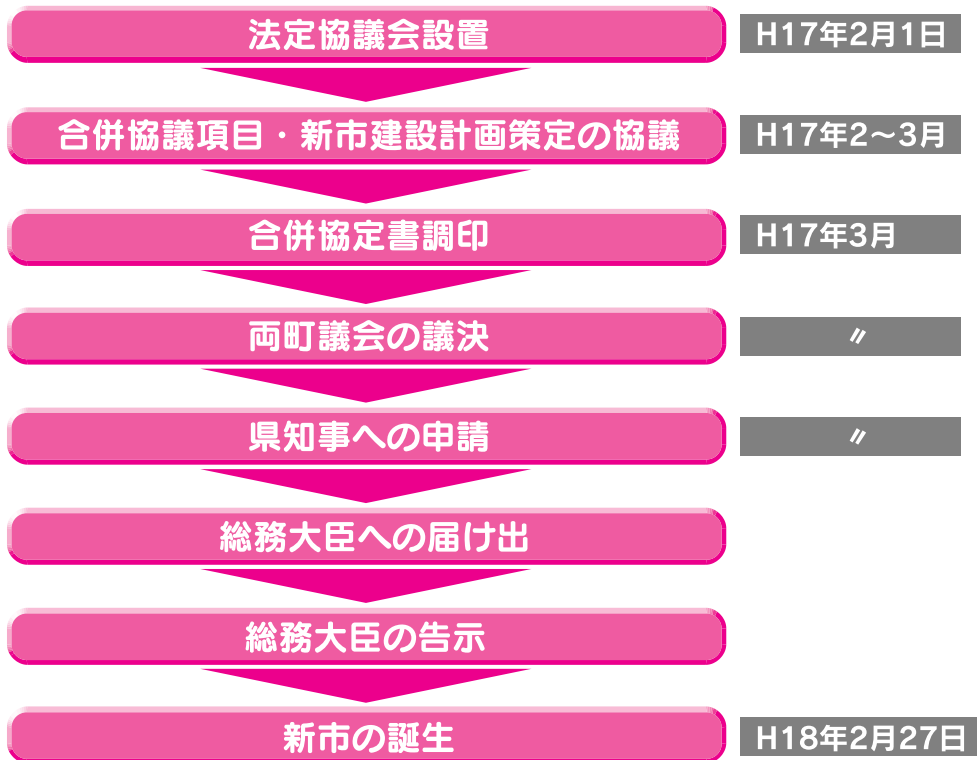 法定協議会設置
H17年2月1日
合併協議項目・新市建設計画策定の協議
H17年2～3月
合併協定書調印
H17年3月
両町議会の議決
〃
県知事への申請
〃
総務大臣への届け出
総務大臣の告示
新市の誕生
H18年2月27日